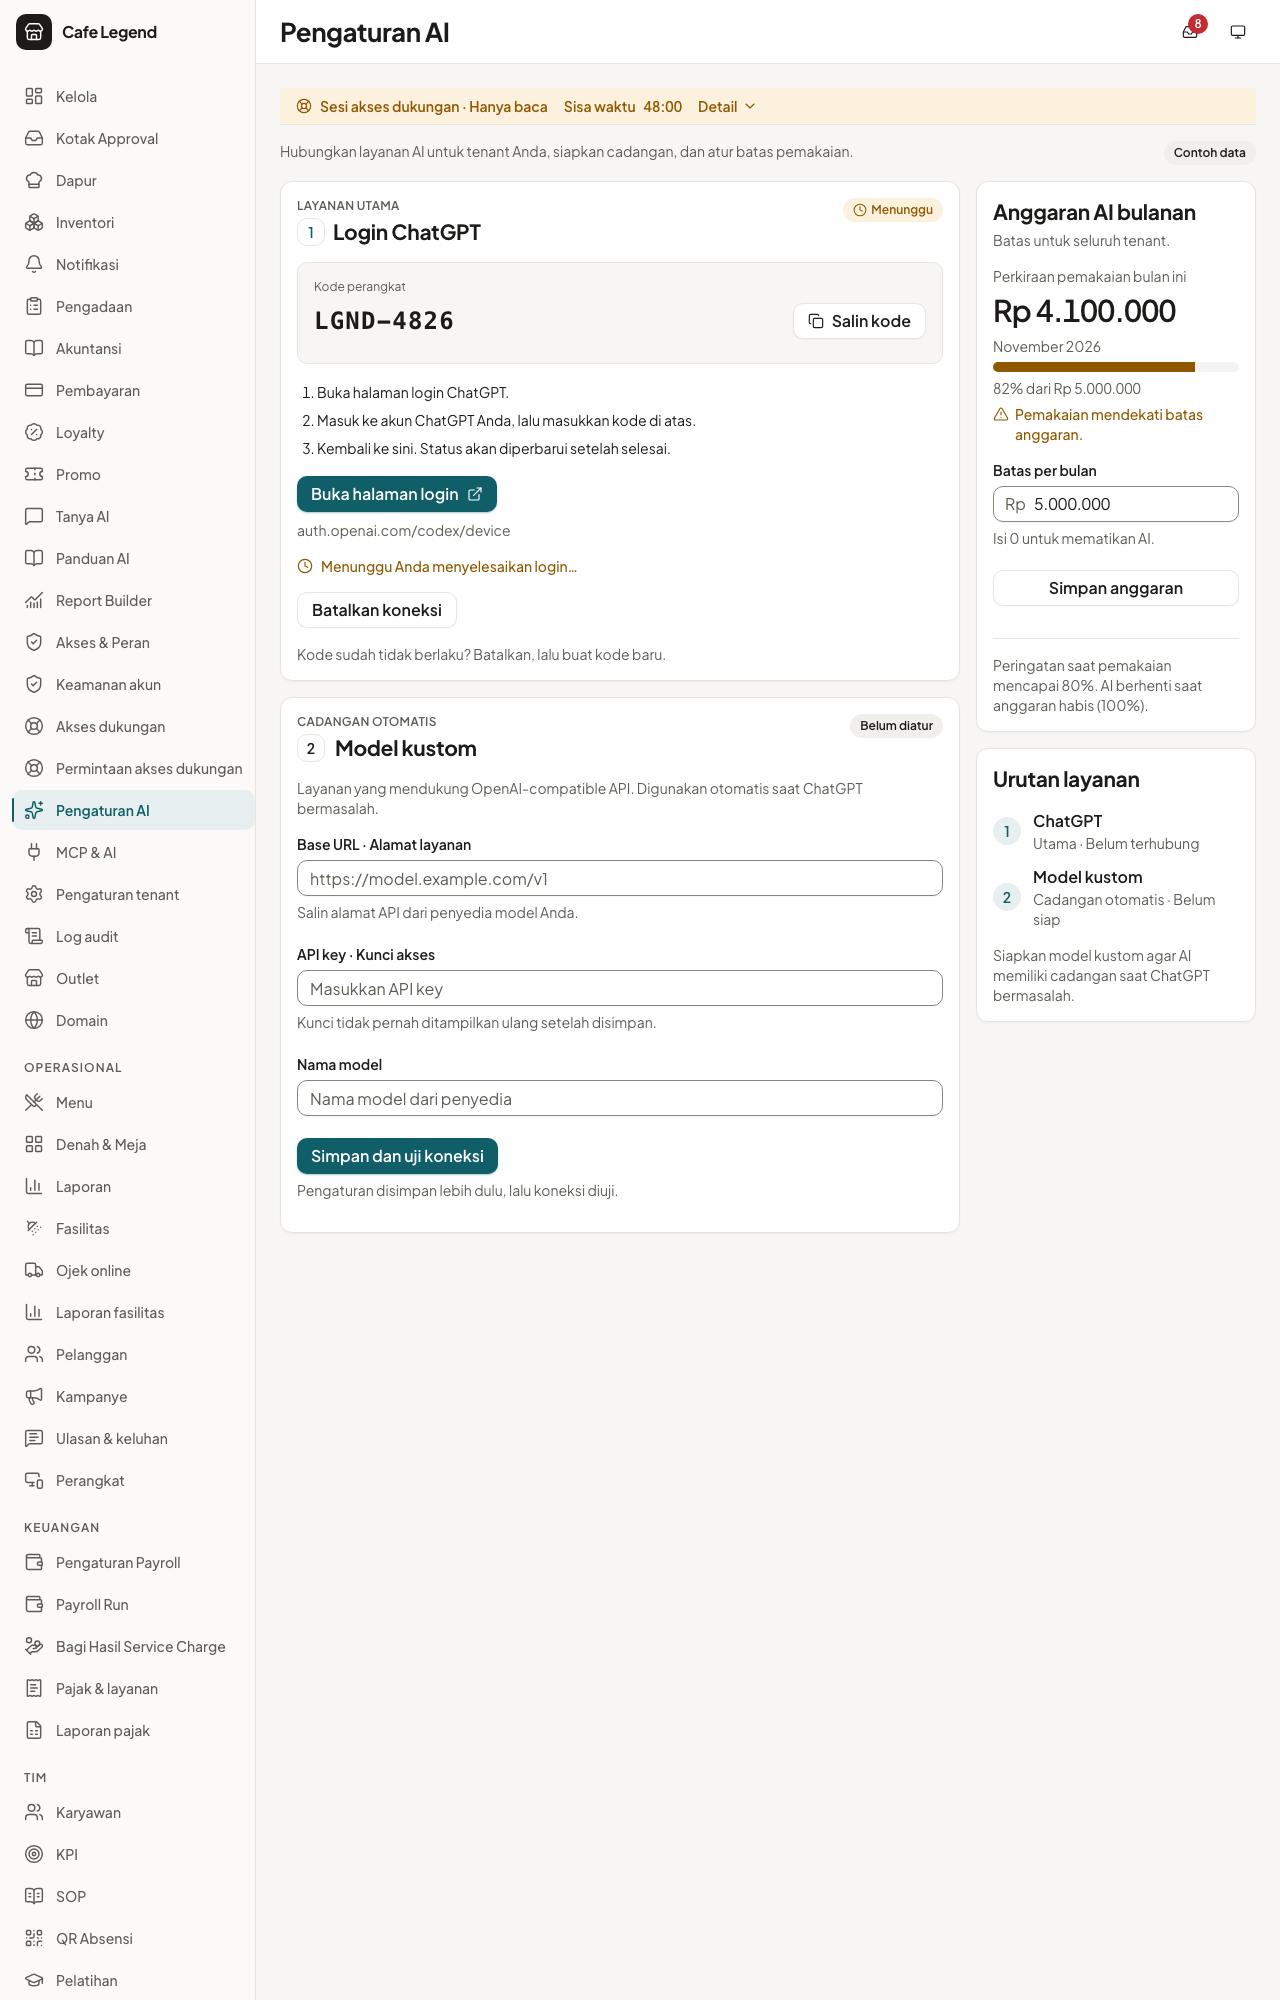 Cafe Legend
Kelola
Kotak Approval
Dapur
Inventori
Notifikasi
Pengadaan
Akuntansi
Pembayaran
Loyalty
Promo
Tanya AI
Panduan AI
Report Builder
Akses & Peran
Keamanan akun
Akses dukungan
Permintaan akses dukungan
Pengaturan AI
MCP & AI
Pengaturan tenant
Log audit
Outlet
Domain
OPERASIONAL
Menu
Denah & Meja
Laporan
Fasilitas
Ojek online
Laporan fasilitas
Pelanggan
Kampanye
Ulasan & keluhan
Perangkat
KEUANGAN
Pengaturan Payroll
Payroll Run
Bagi Hasil Service Charge
Pajak & layanan
Laporan pajak
TIM
Karyawan
KPI
SOP
QR Absensi
Pelatihan
Pengaturan AI
8
Sesi akses dukungan · Hanya baca Sisa waktu 48:00 Detail
Hubungkan layanan AI untuk tenant Anda, siapkan cadangan, dan atur batas pemakaian.
Contoh data
LAYANAN UTAMA
Menunggu
1 Login ChatGPT
Kode perangkat
LGND-4826
Salin kode
1. Buka halaman login ChatGPT.
2. Masuk ke akun ChatGPT Anda, lalu masukkan kode di atas.
3. Kembali ke sini. Status akan diperbarui setelah selesai.
Buka halaman login
auth.openai.com/codex/device
Menunggu Anda menyelesaikan login…
Batalkan koneksi
Kode sudah tidak berlaku? Batalkan, lalu buat kode baru.
CADANGAN OTOMATIS
Belum diatur
2 Model kustom
Layanan yang mendukung OpenAI-compatible API. Digunakan otomatis saat ChatGPT
bermasalah.
Base URL · Alamat layanan
https://model.example.com/v1
Salin alamat API dari penyedia model Anda.
API key · Kunci akses
Masukkan API key
Kunci tidak pernah ditampilkan ulang setelah disimpan.
Nama model
Nama model dari penyedia
Simpan dan uji koneksi
Pengaturan disimpan lebih dulu, lalu koneksi diuji.
Anggaran AI bulanan
Batas untuk seluruh tenant.
Perkiraan pemakaian bulan ini
Rp 4.100.000
November 2026
82% dari Rp 5.000.000
Pemakaian mendekati batas
anggaran.
Batas per bulan
Rp 5.000.000
Isi 0 untuk mematikan AI.
Simpan anggaran
Peringatan saat pemakaian
mencapai 80%. AI berhenti saat
anggaran habis (100%).
Urutan layanan
1 ChatGPT
Utama · Belum terhubung
2 Model kustom
Cadangan otomatis · Belum
siap
Siapkan model kustom agar AI
memiliki cadangan saat ChatGPT
bermasalah.